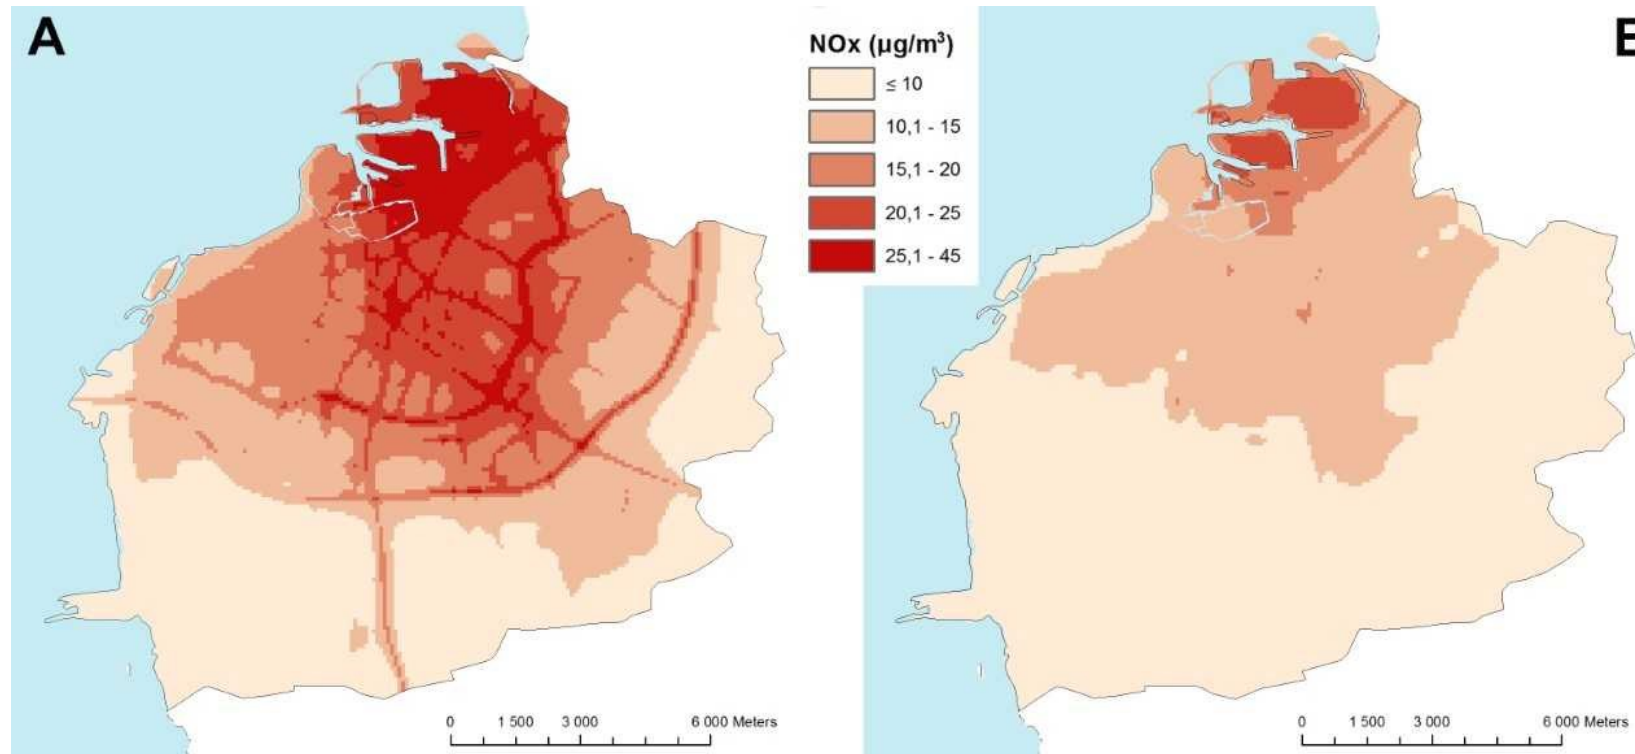 A
NOx (µg/m³)
≤ 10
10,1 - 15
15,1 - 20
20,1 - 25
25,1 - 45
0 1 500 3 000 6 000 Meters
0 1 500 3 000 6 000 Meters